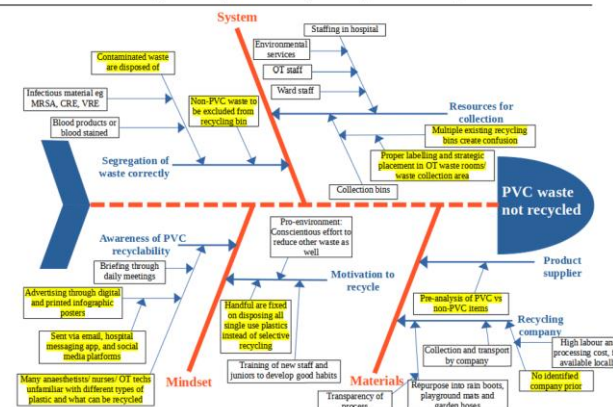 System
Staffing in hospital
Environmental
services
OT staff
Ward staff
Contaminated waste
are disposed of
Infectious material eg
MRSA, CRE, VRE
Blood products or
blood stained
Non-PVC waste to
be excluded from
recycling bin
Segregation of
waste correctly
Resources for
collection
Multiple existing recycling
bins create confusion
Proper labelling and strategic
placement in OT waste rooms/
waste collection area
Collection bins
PVC waste
not recycled
Awareness of PVC
recyclability
Briefing through
daily meetings
Advertising through digital
and printed infographic
posters
Sent via email, hospital
messaging app, and social
media platforms
Many anaesthetists/ nurses/ OT techs
unfamiliar with different types of
plastic and what can be recycled
Mindset
Pro-environment:
Conscientious effort to
reduce other waste as
well
Motivation to
recycle
Handful are fixed
on disposing all
single use plastics
instead of selective
recycling
Training of new staff and
juniors to develop good habits
Materials
Product
supplier
Pre-analysis of PVC vs
non-PVC items
Recycling
company
High labour and
processing cost,
available locall
Collection and transport
by company
No identified
company prior
Transparency of
process
Repurpose into rain boots,
playground mats and
garden hoses